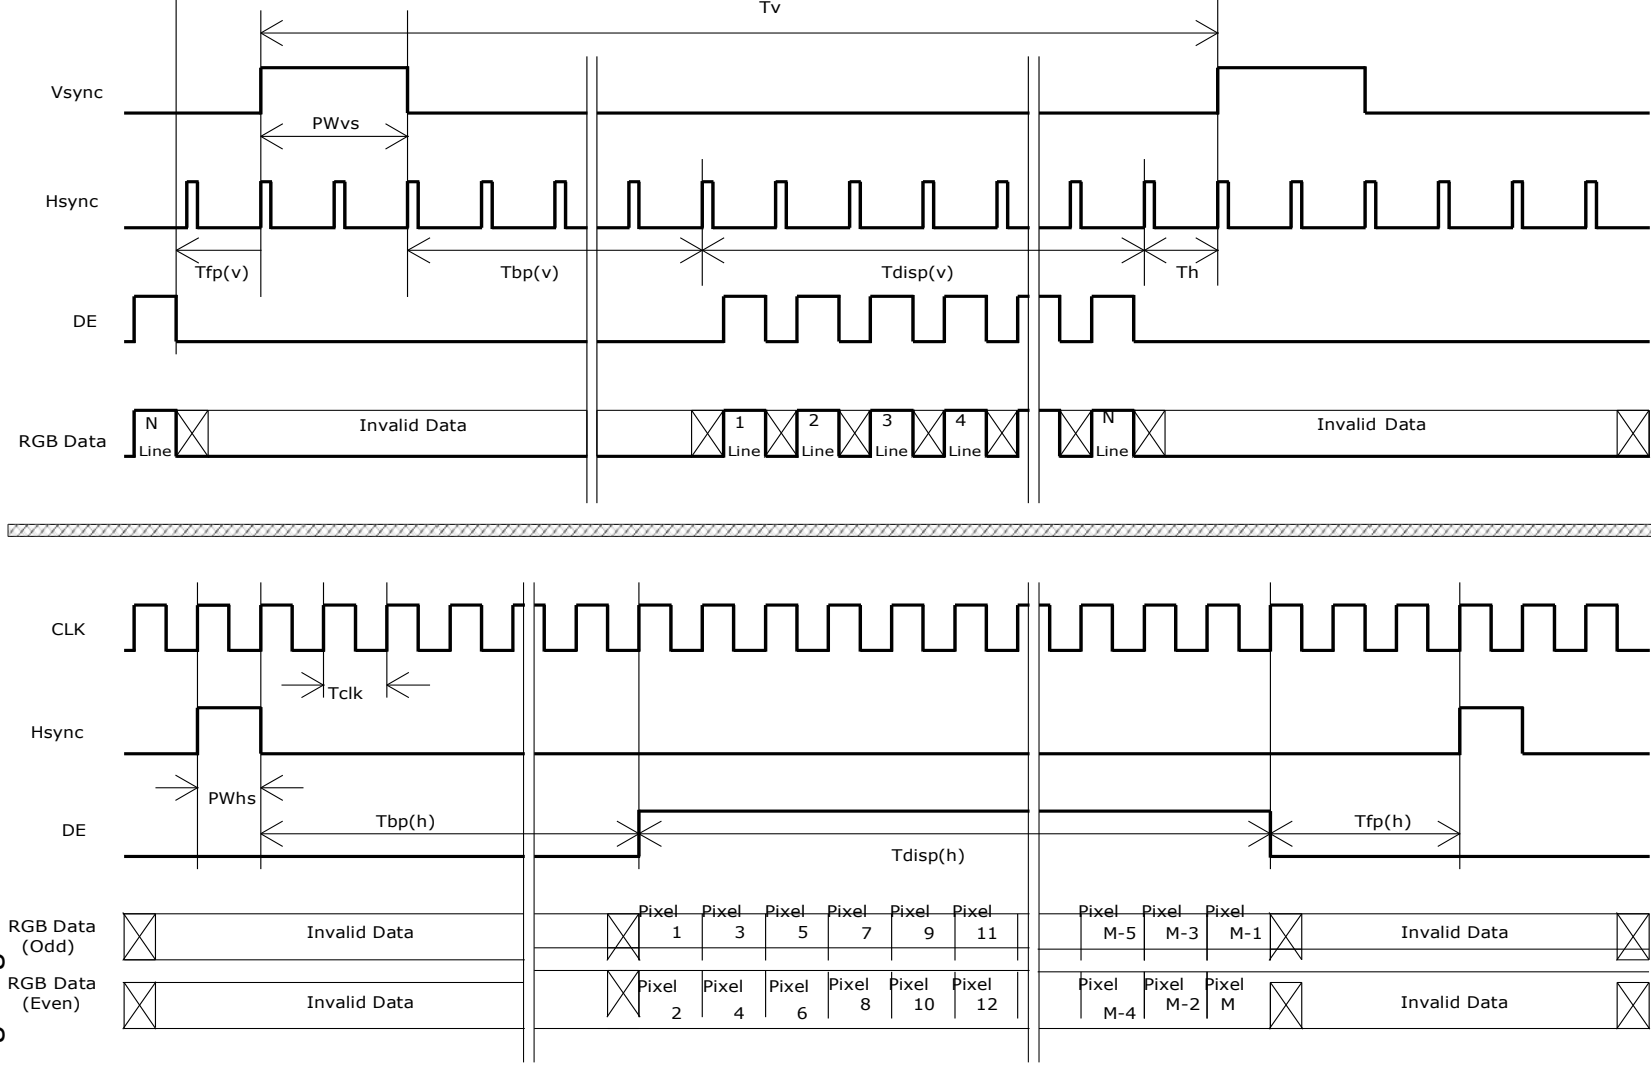 Tv
Vsync
PWvs
Hsync
Tfp(v) Tbp(v) Tdisp(v) Th
DE
RGB Data
N Line
Invalid Data
1 Line
2 Line
3 Line
4 Line
N Line
Invalid Data
CLK
Tclk
Hsync
PWhs
DE
Tbp(h) Tdisp(h) Tfp(h)
RGB Data
(Odd)
Invalid Data
Pixel 1
Pixel 3
Pixel 5
Pixel 7
Pixel 9
Pixel 11
Pixel M-5
Pixel M-3
Pixel M-1
Invalid Data
RGB Data
(Even)
Invalid Data
Pixel 2
Pixel 4
Pixel 6
Pixel 8
Pixel 10
Pixel 12
Pixel M-4
Pixel M-2
Pixel M
Invalid Data